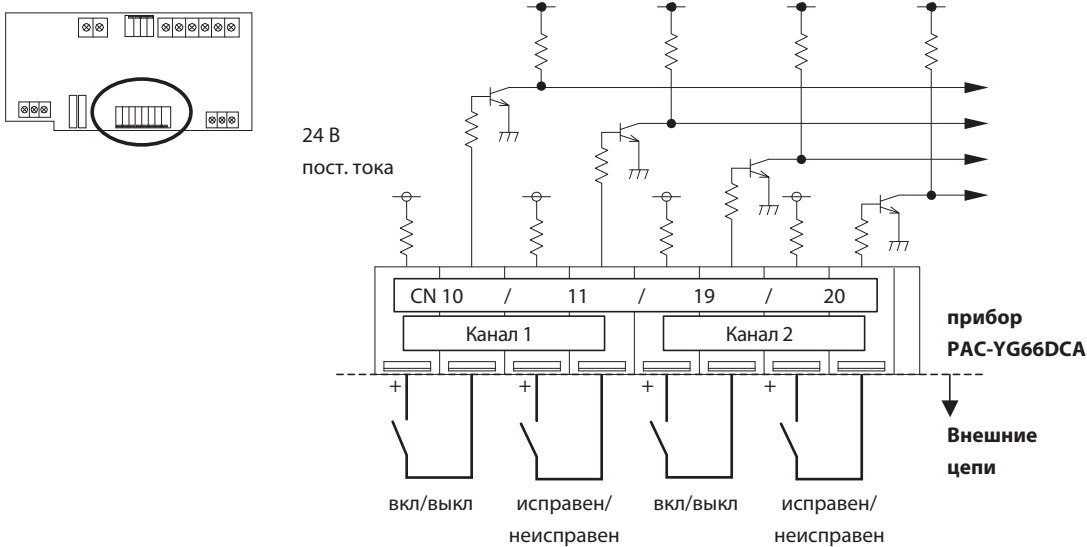 24 В
пост. тока
CN 10 / 11 / 19 / 20
Канал 1 Канал 2
прибор
PAC-YG66DCA
+ + + +
Внешние
цепи
вкл/выкл исправен/ вкл/выкл исправен/
неисправен неисправен